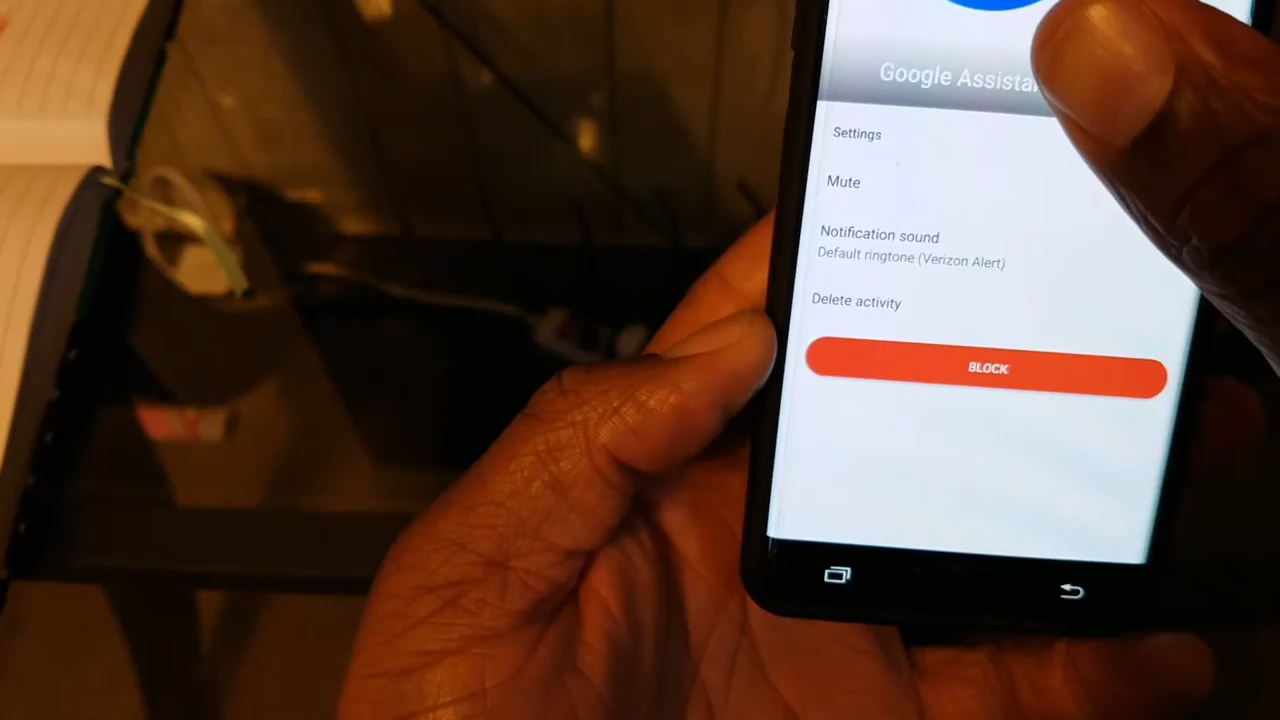 Google Assista
Settings
Mute
Notification sound
Default ringtone (Verizon Alert)
Delete activity
BLOCK